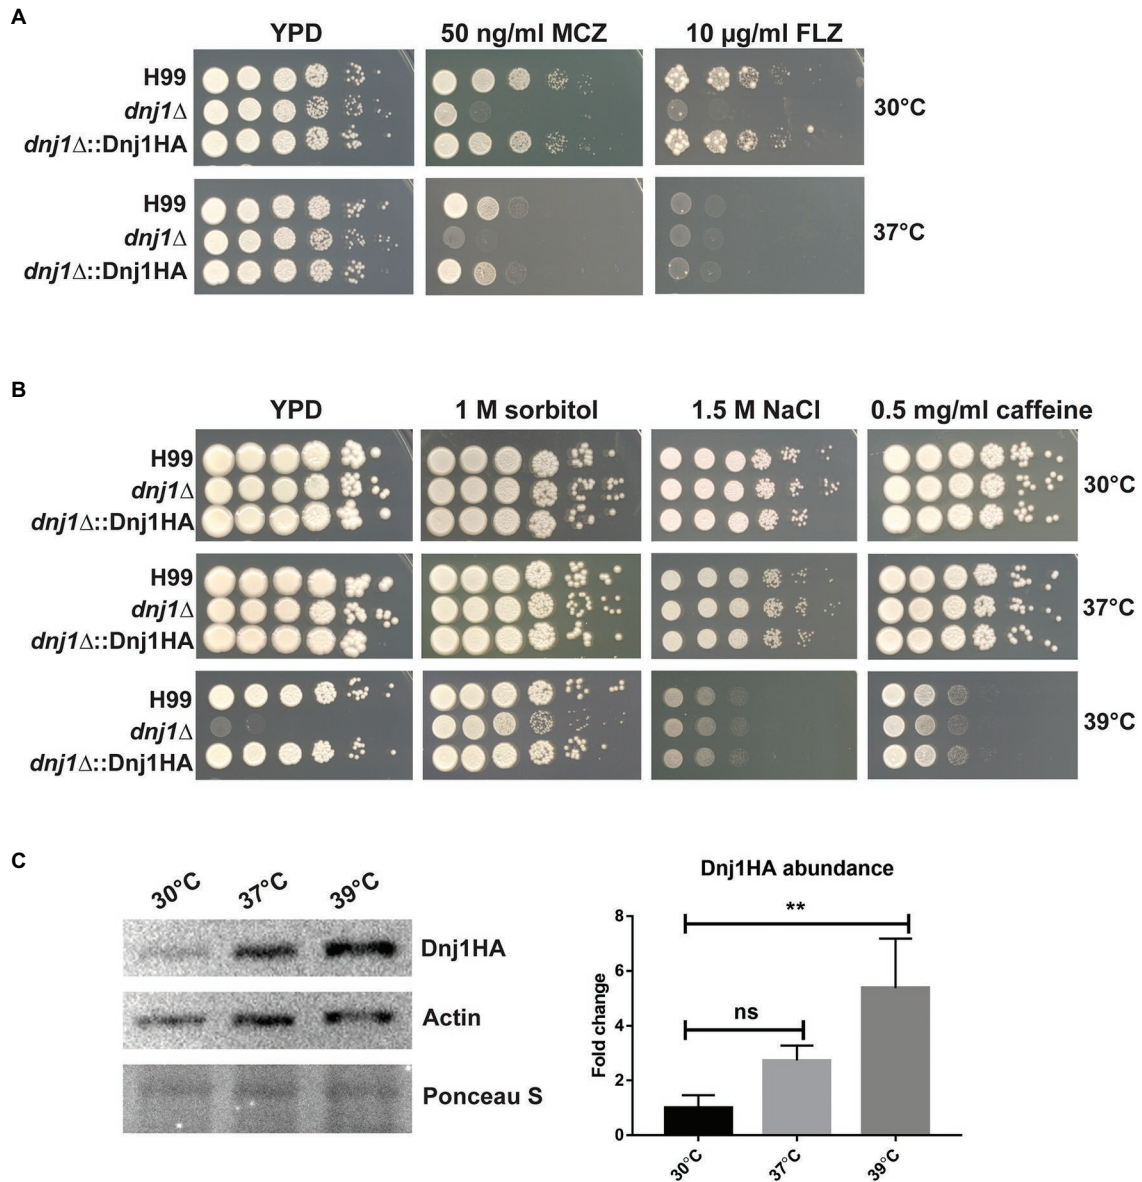 A
YPD
50 ng/ml MCZ
10 µg/ml FLZ
H99
dnj1Δ
dnj1Δ::Dnj1HA
30°C
H99
dnj1Δ
dnj1Δ::Dnj1HA
37°C
B
YPD
1 M sorbitol
1.5 M NaCl
0.5 mg/ml caffeine
H99
dnj1Δ
dnj1Δ::Dnj1HA
30°C
H99
dnj1Δ
dnj1Δ::Dnj1HA
37°C
H99
dnj1Δ
dnj1Δ::Dnj1HA
39°C
C
30°C
37°C
39°C
Dnj1HA
Actin
Ponceau S
Dnj1HA abundance
Fold change
8
6
4
2
0
**
ns
30°C
37°C
39°C